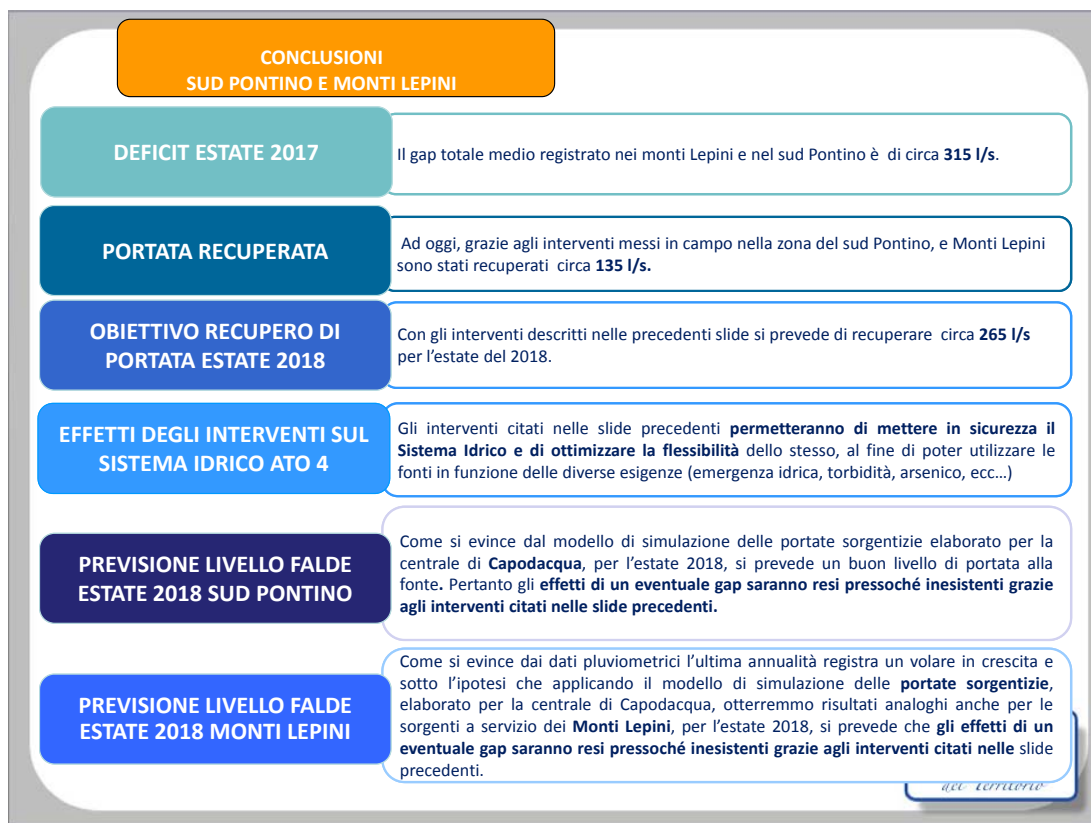 CONCLUSIONI
SUD PONTINO E MONTI LEPINI
DEFICIT ESTATE 2017
Il gap totale medio registrato nei monti Lepini e nel sud Pontino è di circa 315 l/s.
PORTATA RECUPERATA
Ad oggi, grazie agli interventi messi in campo nella zona del sud Pontino, e Monti Lepini
sono stati recuperati circa 135 l/s.
OBIETTIVO RECUPERO DI
PORTATA ESTATE 2018
Con gli interventi descritti nelle precedenti slide si prevede di recuperare circa 265 l/s
per l'estate del 2018.
EFFETTI DEGLI INTERVENTI SUL
SISTEMA IDRICO ATO 4
Gli interventi citati nelle slide precedenti permetteranno di mettere in sicurezza il
Sistema Idrico e di ottimizzare la flessibilità dello stesso, al fine di poter utilizzare le
fonti in funzione delle diverse esigenze (emergenza idrica, torbidità, arsenico, ecc…)
PREVISIONE LIVELLO FALDE
ESTATE 2018 SUD PONTINO
Come si evince dal modello di simulazione delle portate sorgentizie elaborato per la
centrale di Capodacqua, per l'estate 2018, si prevede un buon livello di portata alla
fonte. Pertanto gli effetti di un eventuale gap saranno resi pressoché inesistenti grazie
agli interventi citati nelle slide precedenti.
PREVISIONE LIVELLO FALDE
ESTATE 2018 MONTI LEPINI
Come si evince dai dati pluviometrici l'ultima annualità registra un volare in crescita e
sotto l'ipotesi che applicando il modello di simulazione delle portate sorgentizie,
elaborato per la centrale di Capodacqua, otterremmo risultati analoghi anche per le
sorgenti a servizio dei Monti Lepini, per l'estate 2018, si prevede che gli effetti di un
eventuale gap saranno resi pressoché inesistenti grazie agli interventi citati nelle slide
precedenti.
del territorio